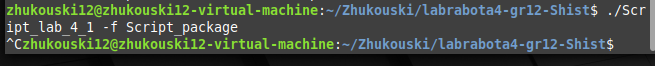 zhukouski12@zhukouski12-virtual-machine:~/Zhukouski/labrabota4-gr12-Shist$ ./Scr
ipt_lab_4_1 -f Script_package
^Czhukouski12@zhukouski12-virtual-machine:~/Zhukouski/labrabota4-gr12-Shist$